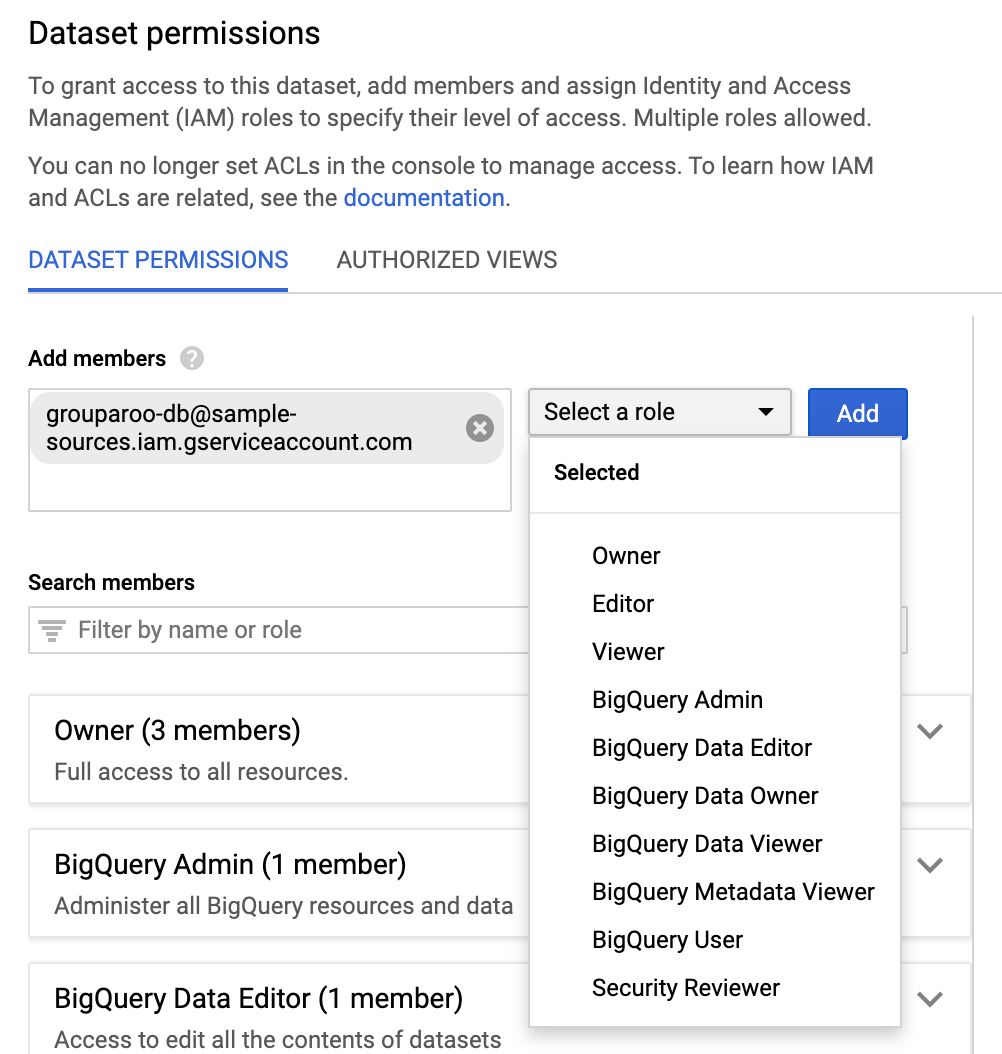 Dataset permissions
To grant access to this dataset, add members and assign Identity and Access
Management (IAM) roles to specify their level of access. Multiple roles allowed.
You can no longer set ACLs in the console to manage access. To learn how IAM
and ACLs are related, see the documentation.
DATASET PERMISSIONS
AUTHORIZED VIEWS
Add members ?
grouparoo-db@sample-
sources.iam.gserviceaccount.com
Select a role
Add
Selected
Owner
Editor
Viewer
BigQuery Admin
BigQuery Data Editor
BigQuery Data Owner
BigQuery Data Viewer
BigQuery Metadata Viewer
BigQuery User
Security Reviewer
Search members
Filter by name or role
Owner (3 members)
Full access to all resources.
BigQuery Admin (1 member)
Administer all BigQuery resources and data
BigQuery Data Editor (1 member)
Access to edit all the contents of datasets